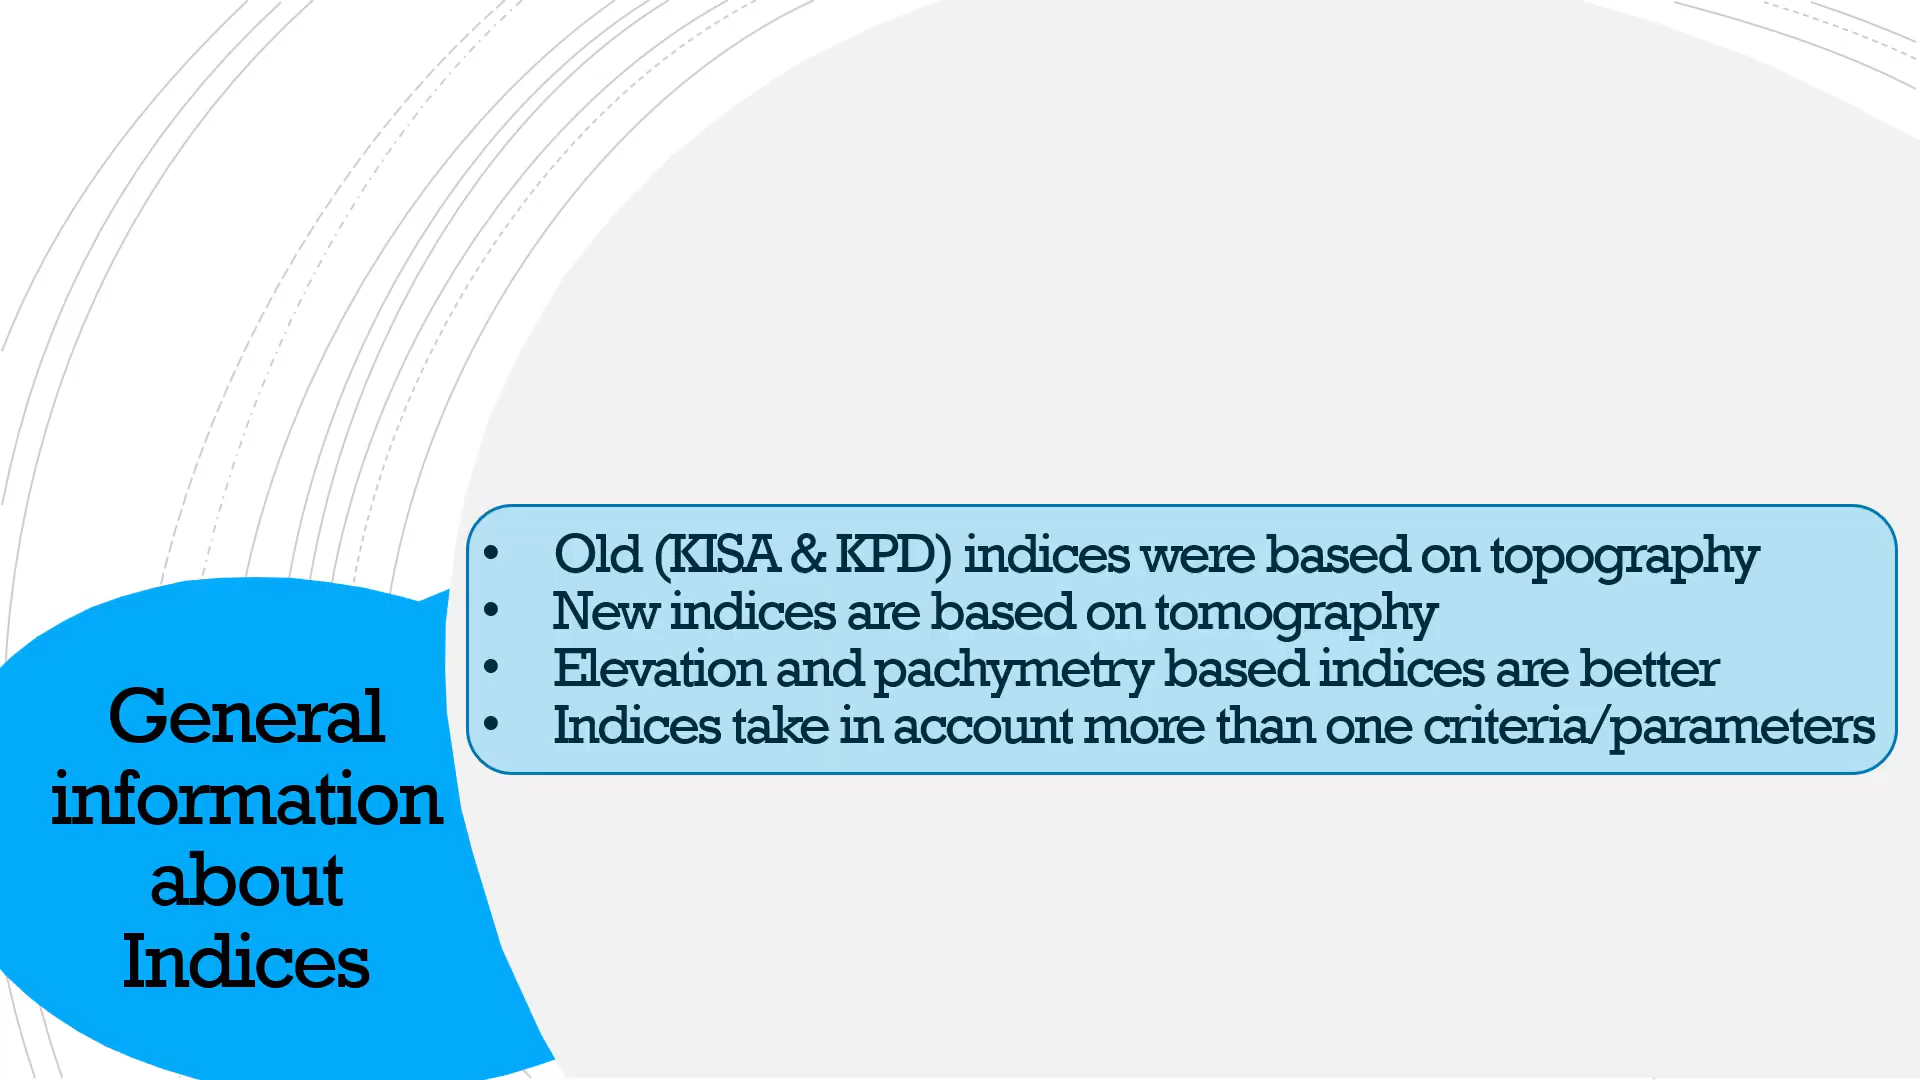 General
information
about
Indices
• Old (KISA & KPD) indices were based on topography
• New indices are based on tomography
• Elevation and pachymetry based indices are better
• Indices take in account more than one criteria/parameters